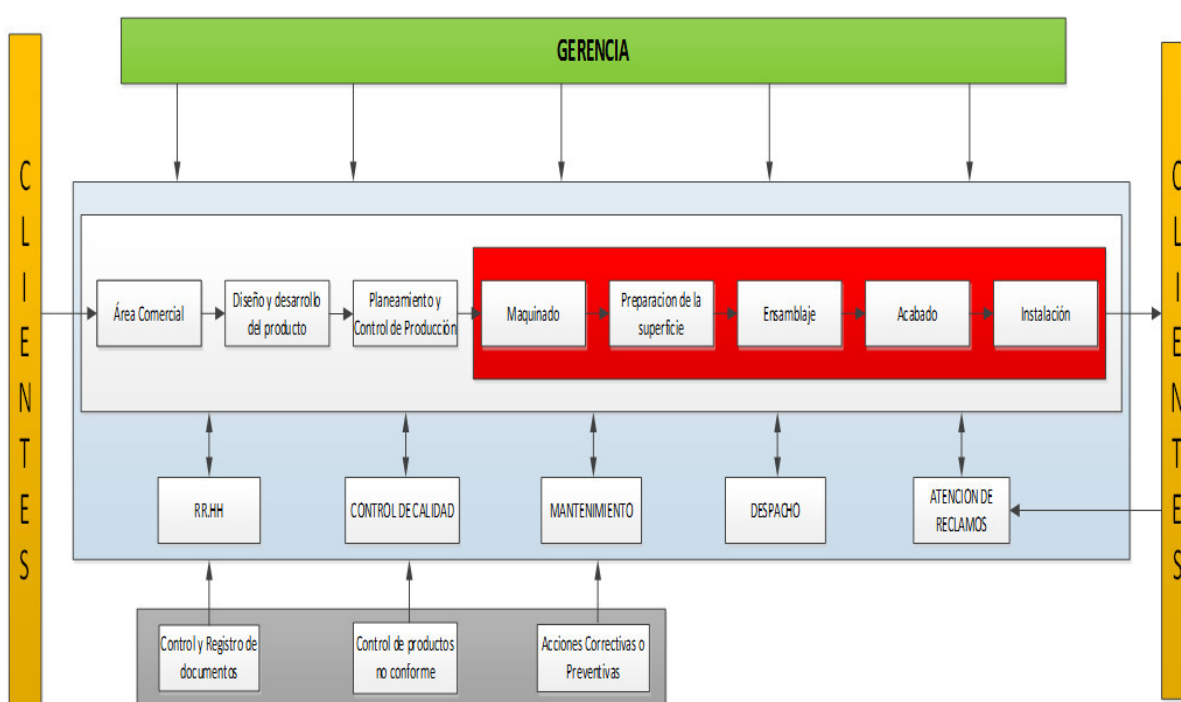 GERENCIA
CLIENTES
Área Comercial
Diseño y desarrollo
del producto
Planeamiento y
Control de Producción
Maquinado
Preparacion de la
superficie
Ensamblaje
Acabado
Instalación
CLIENTES
RR.HH
CONTROL DE CALIDAD
MANTENIMIENTO
DESPACHO
ATENCION DE
RECLAMOS
Control y Registro de
documentos
Control de productos
no conforme
Acciones Correctivas o
Preventivas